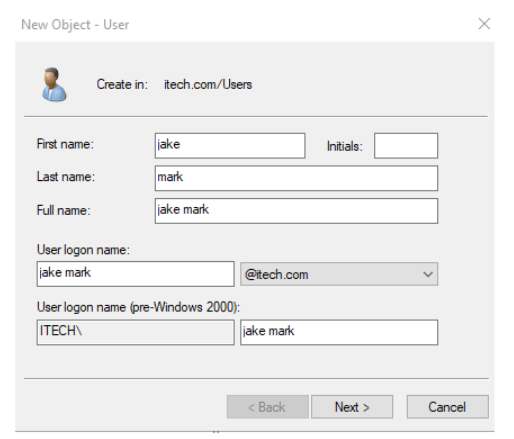 New Object - User
Create in: itech.com/Users
First name: jake Initials:
Last name: mark
Full name: jake mark
User logon name:
jake mark @itech.com
User logon name (pre-Windows 2000):
ITECH\ jake mark
< Back Next > Cancel